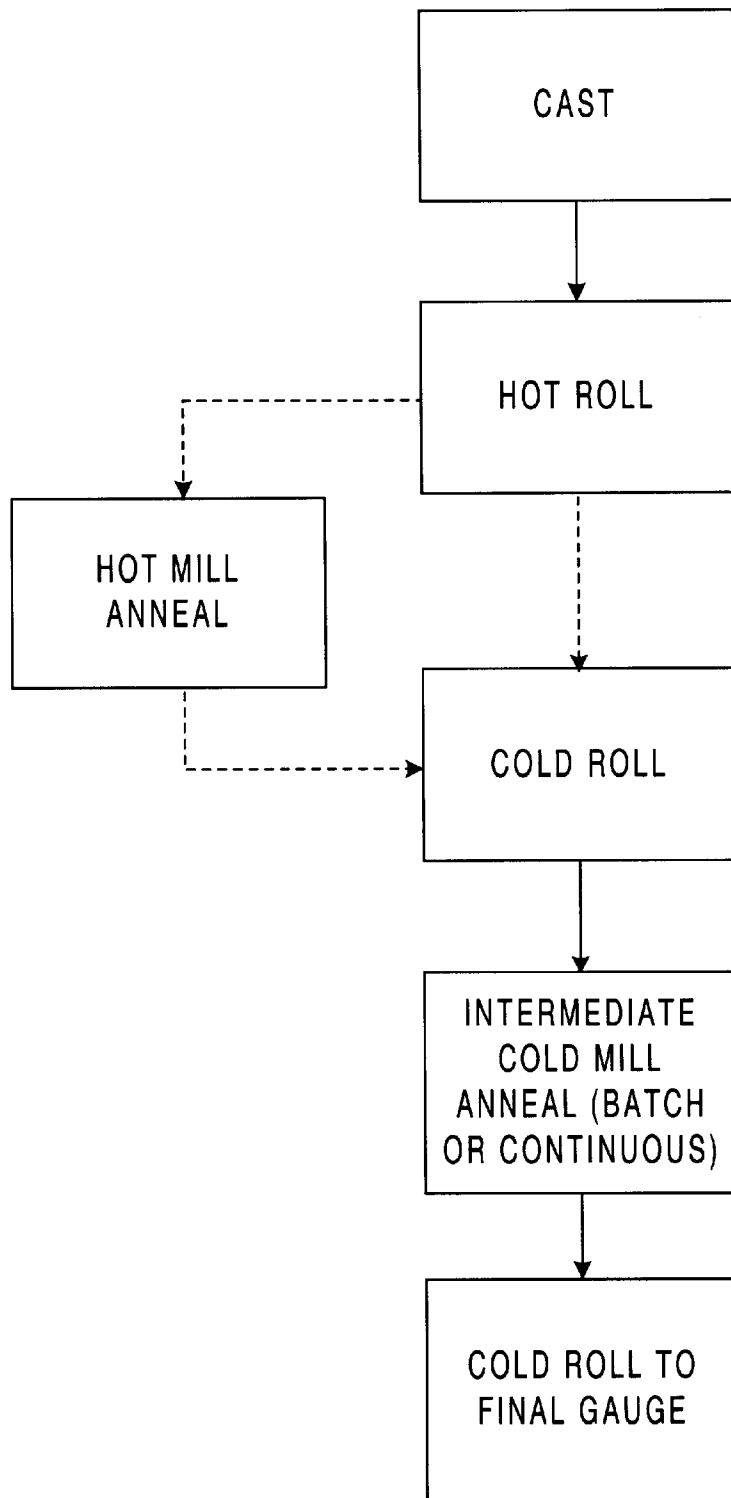 CAST
HOT ROLL
HOT MILL
ANNEAL
COLD ROLL
INTERMEDIATE
COLD MILL
ANNEAL (BATCH
OR CONTINUOUS)
COLD ROLL TO
FINAL GAUGE